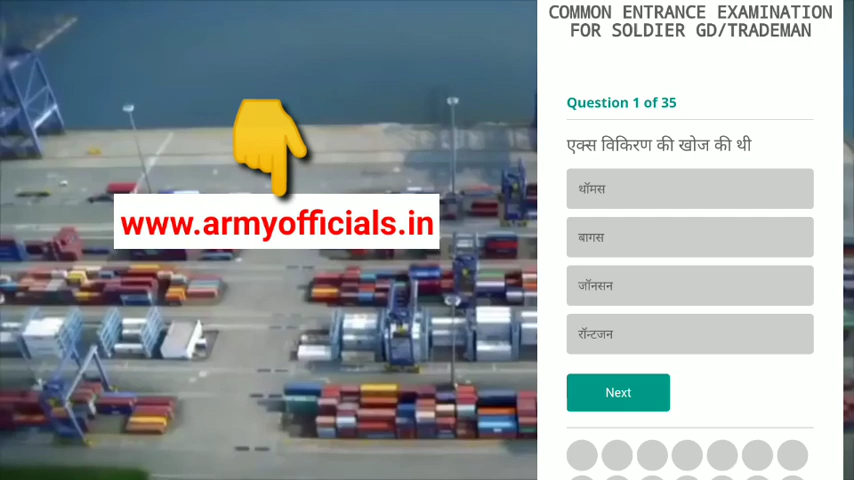 COMMON ENTRANCE EXAMINATION
FOR SOLDIER GD/TRADEMAN
Question 1 of 35
एक्स विकिरण की खोज की थी
थॉमस
बागस
जॉनसन
रॉन्टजन
Next
www.armyofficials.in